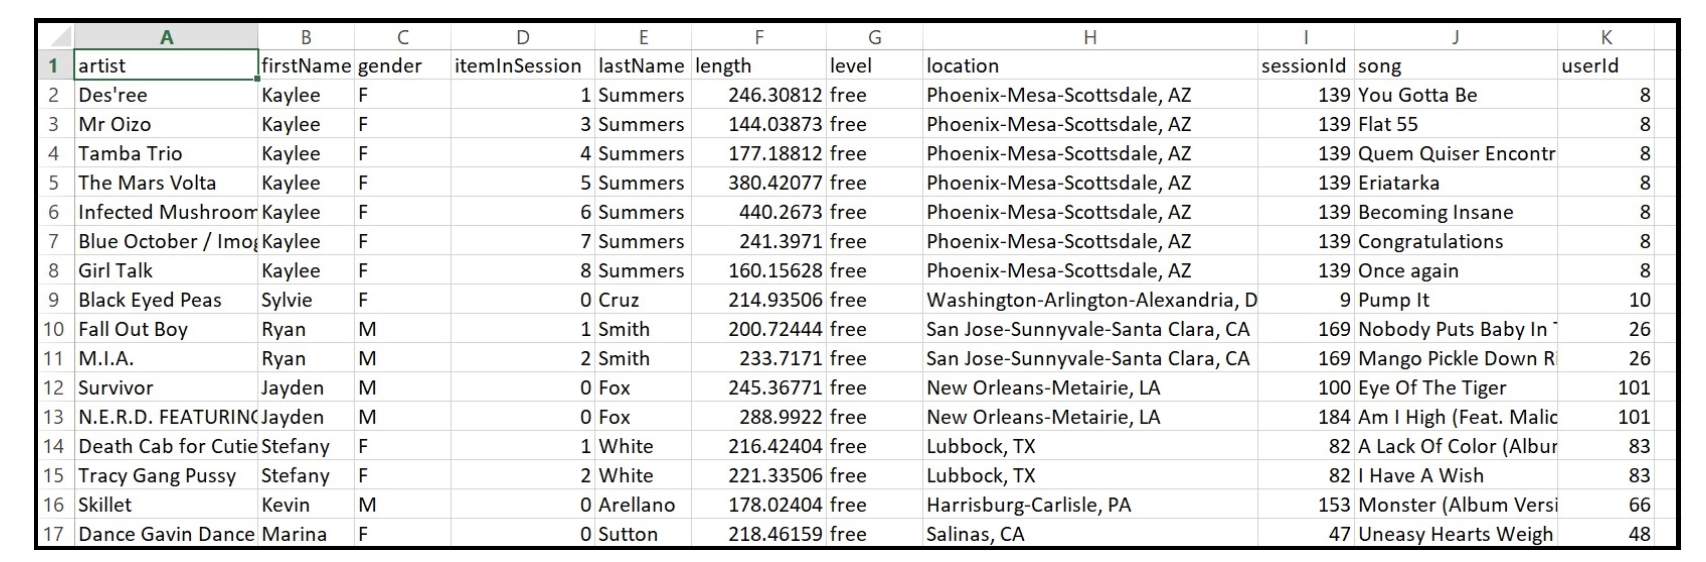 A B C D E F G H I J K
1 artist firstName gender itemInSession lastName length level location sessionId song userId
2 Des'ree Kaylee F 1 Summers 246.30812 free Phoenix-Mesa-Scottsdale, AZ 139 You Gotta Be 8
3 Mr Oizo Kaylee F 3 Summers 144.03873 free Phoenix-Mesa-Scottsdale, AZ 139 Flat 55 8
4 Tamba Trio Kaylee F 4 Summers 177.18812 free Phoenix-Mesa-Scottsdale, AZ 139 Quem Quiser Encontr 8
5 The Mars Volta Kaylee F 5 Summers 380.42077 free Phoenix-Mesa-Scottsdale, AZ 139 Eriatarka 8
6 Infected Mushroom Kaylee F 6 Summers 440.2673 free Phoenix-Mesa-Scottsdale, AZ 139 Becoming Insane 8
7 Blue October / Imog Kaylee F 7 Summers 241.3971 free Phoenix-Mesa-Scottsdale, AZ 139 Congratulations 8
8 Girl Talk Kaylee F 8 Summers 160.15628 free Phoenix-Mesa-Scottsdale, AZ 139 Once again 8
9 Black Eyed Peas Sylvie F 0 Cruz 214.93506 free Washington-Arlington-Alexandria, D 9 Pump It 10
10 Fall Out Boy Ryan M 1 Smith 200.72444 free San Jose-Sunnyvale-Santa Clara, CA 169 Nobody Puts Baby In 26
11 M.I.A. Ryan M 2 Smith 233.7171 free San Jose-Sunnyvale-Santa Clara, CA 169 Mango Pickle Down Ri 26
12 Survivor Jayden M 0 Fox 245.36771 free New Orleans-Metairie, LA 100 Eye Of The Tiger 101
13 N.E.R.D. FEATURING Jayden M 0 Fox 288.9922 free New Orleans-Metairie, LA 184 Am I High (Feat. Malic 101
14 Death Cab for Cutie Stefany F 1 White 216.42404 free Lubbock, TX 82 A Lack Of Color (Albur 83
15 Tracy Gang Pussy Stefany F 2 White 221.33506 free Lubbock, TX 82 I Have A Wish 83
16 Skillet Kevin M 0 Arellano 178.02404 free Harrisburg-Carlisle, PA 153 Monster (Album Versi 66
17 Dance Gavin Dance Marina F 0 Sutton 218.46159 free Salinas, CA 47 Uneasy Hearts Weigh 48